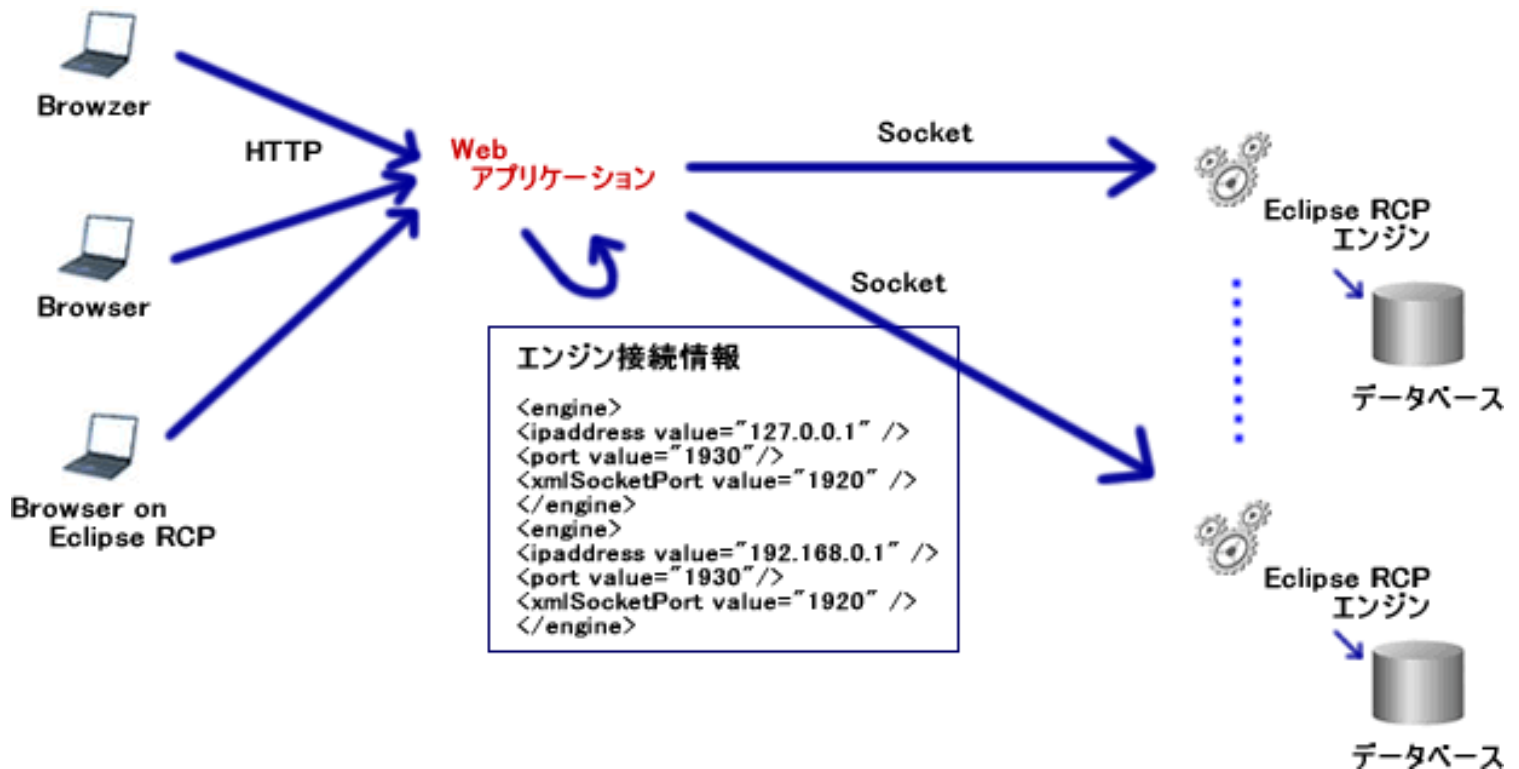 Browzer
HTTP
Browser
Browser on
Eclipse RCP
Web
アプリケーション
Socket
Socket
エンジン接続情報
<engine>
<ipaddress value="127.0.0.1" />
<port value="1930"/>
<xmlSocketPort value="1920" />
</engine>
<engine>
<ipaddress value="192.168.0.1" />
<port value="1930"/>
<xmlSocketPort value="1920" />
</engine>
Eclipse RCP
エンジン
データベース
Eclipse RCP
エンジン
データベース